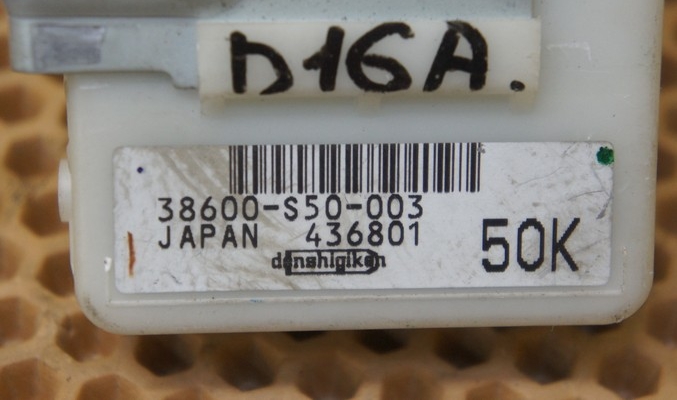 D16A.
38600-S50-003
JAPAN 436801
50K
denshigiken